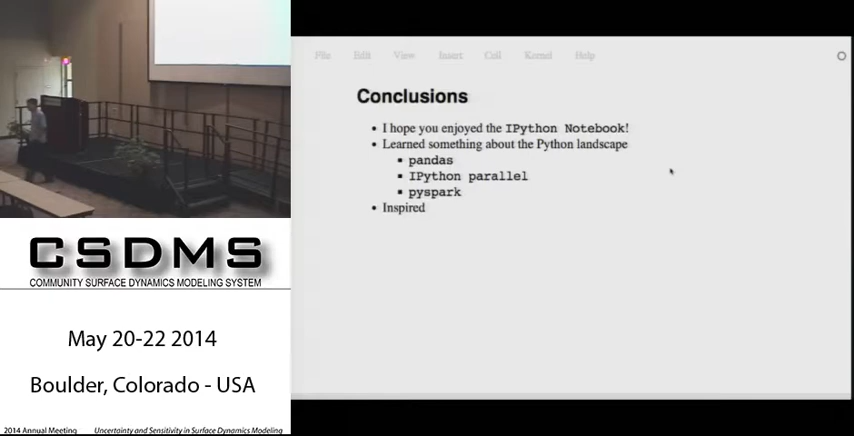 CSDMS
COMMUNITY SURFACE DYNAMICS MODELING SYSTEM
May 20-22 2014
Boulder, Colorado - USA
2014 Annual Meeting Uncertainty and Sensitivity in Surface Dynamics Modeling
File Edit View Insert Cell Kernel Help
Conclusions
• I hope you enjoyed the IPython Notebook!
• Learned something about the Python landscape
▪ pandas
▪ IPython parallel
▪ pyspark
• Inspired